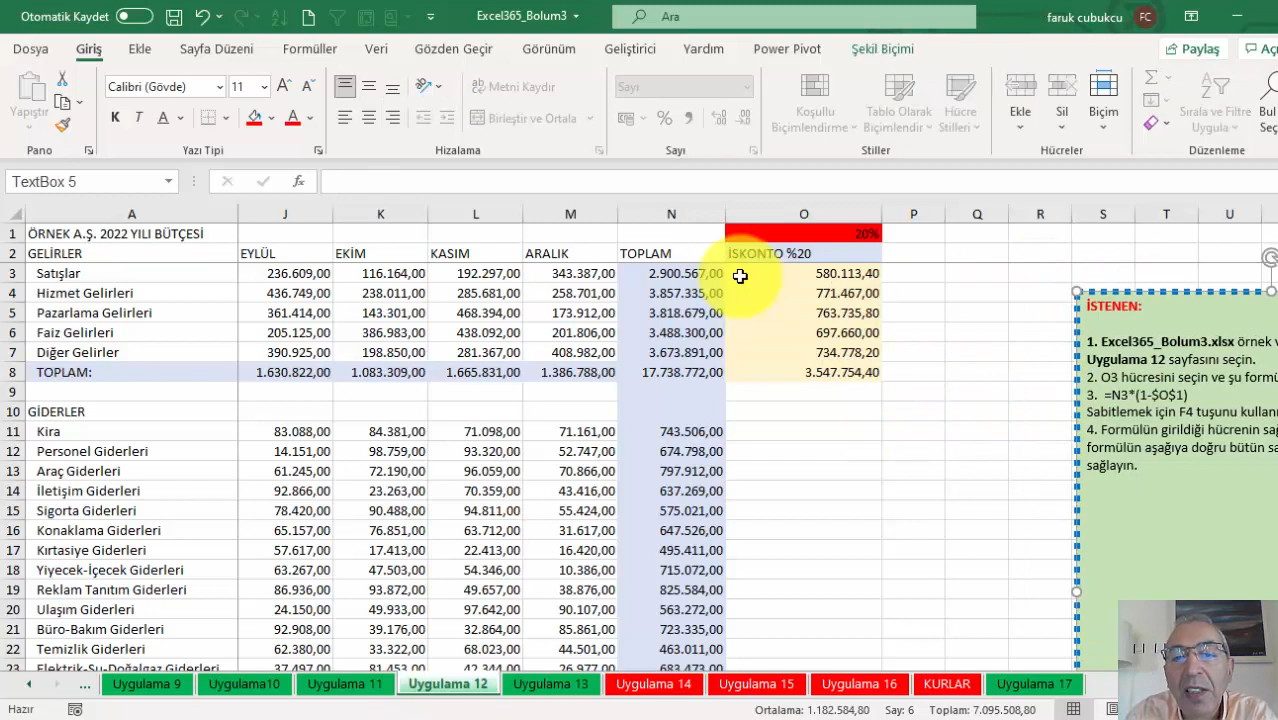 Otomatik Kaydet Excel365_Bolum3 Ara faruk cubukcu FC
Dosya Giriş Ekle Sayfa Düzeni Formüller Veri Gözden Geçir Görünüm Geliştirici Yardım Power Pivot Şekil Biçimi Paylaş
Calibri (Gövde) 11 Metni Kaydır Sayı
Yapıştır K T A Birleştir ve Ortala Koşullu Biçimlendirme Tablo Olarak Biçimlendir Hücre Stilleri Ekle Sil Biçim Sırala ve Filtre Uygula
Pano Yazı Tipi Hizalama Sayı Stiller Hücreler Düzenleme
TextBox 5 fx
A J K L M N O P Q R S T U
1 ÖRNEK A.Ş. 2022 YILI BÜTÇESİ 20%
2 GELİRLER EYLÜL EKİM KASIM ARALIK TOPLAM İSKONTO %20
3 Satışlar 236.609,00 116.164,00 192.297,00 343.387,00 2.900.567,00 580.113,40
4 Hizmet Gelirleri 436.749,00 238.011,00 285.681,00 258.701,00 3.857.335,00 771.467,00
5 Pazarlama Gelirleri 361.414,00 143.301,00 468.394,00 173.912,00 3.818.679,00 763.735,80
6 Faiz Gelirleri 205.125,00 386.983,00 438.092,00 201.806,00 3.488.300,00 697.660,00
7 Diğer Gelirler 390.925,00 198.850,00 281.367,00 408.982,00 3.673.891,00 734.778,20
8 TOPLAM: 1.630.822,00 1.083.309,00 1.665.831,00 1.386.788,00 17.738.772,00 3.547.754,40
9
10 GİDERLER
11 Kira 83.088,00 84.381,00 71.098,00 71.161,00 743.506,00
12 Personel Giderleri 14.151,00 98.759,00 93.320,00 52.747,00 674.798,00
13 Araç Giderleri 61.245,00 72.190,00 96.059,00 70.866,00 797.912,00
14 İletişim Giderleri 92.866,00 23.263,00 70.359,00 43.416,00 637.269,00
15 Sigorta Giderleri 78.420,00 90.488,00 94.811,00 55.424,00 575.021,00
16 Konaklama Giderleri 65.157,00 76.851,00 63.712,00 31.617,00 647.526,00
17 Kırtasiye Giderleri 57.617,00 17.413,00 22.413,00 16.420,00 495.411,00
18 Yiyecek-İçecek Giderleri 63.267,00 47.503,00 54.346,00 10.386,00 715.072,00
19 Reklam Tanıtım Giderleri 86.936,00 93.872,00 49.657,00 38.876,00 825.584,00
20 Ulaşım Giderleri 24.150,00 49.933,00 97.642,00 90.107,00 563.272,00
21 Büro-Bakım Giderleri 92.908,00 39.176,00 32.864,00 85.861,00 723.335,00
22 Temizlik Giderleri 62.380,00 33.322,00 68.023,00 44.501,00 463.011,00
23 Elektrik-Su-Doğalgaz Giderleri 37.497,00 81.453,00 42.344,00 26.977,00 683.473,00
İSTENEN:
1. Excel365_Bolum3.xlsx örnek
Uygulama 12 sayfasını seçin.
2. O3 hücresini seçin ve şu
3. =N3*(1-$O$1)
Sabitlemek için F4 tuşunu
4. Formülün girildiği hücrenin
formülün aşağıya doğru bütün
sağlayın.
... Uygulama 9 Uygulama10 Uygulama 11 Uygulama 12 Uygulama 13 Uygulama 14 Uygulama 15 Uygulama 16 KURLAR Uygulama 17
Hazır Ortalama: 1.182.584,80 Say: 6 Toplam: 7.095.508,80